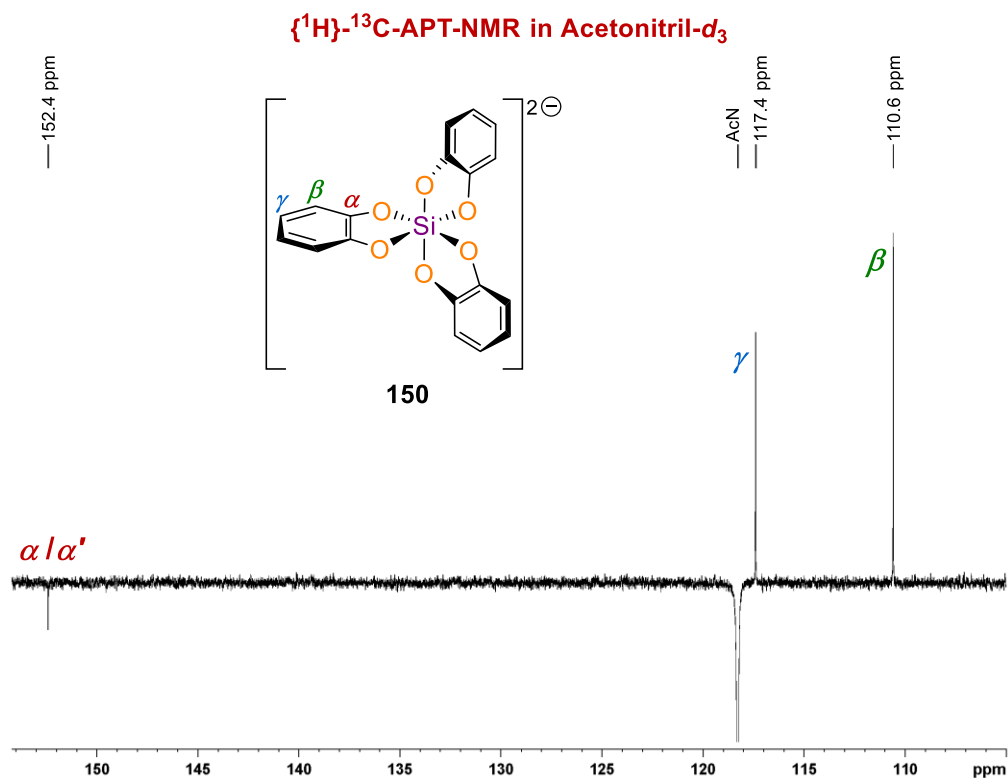 {¹H}-¹³C-APT-NMR in Acetonitril-d₃
152.4 ppm
AcN
117.4 ppm
110.6 ppm
2⊖
γ β α O O Si O O O O
150
β
γ
α / α'
150 145 140 135 130 125 120 115 110 ppm